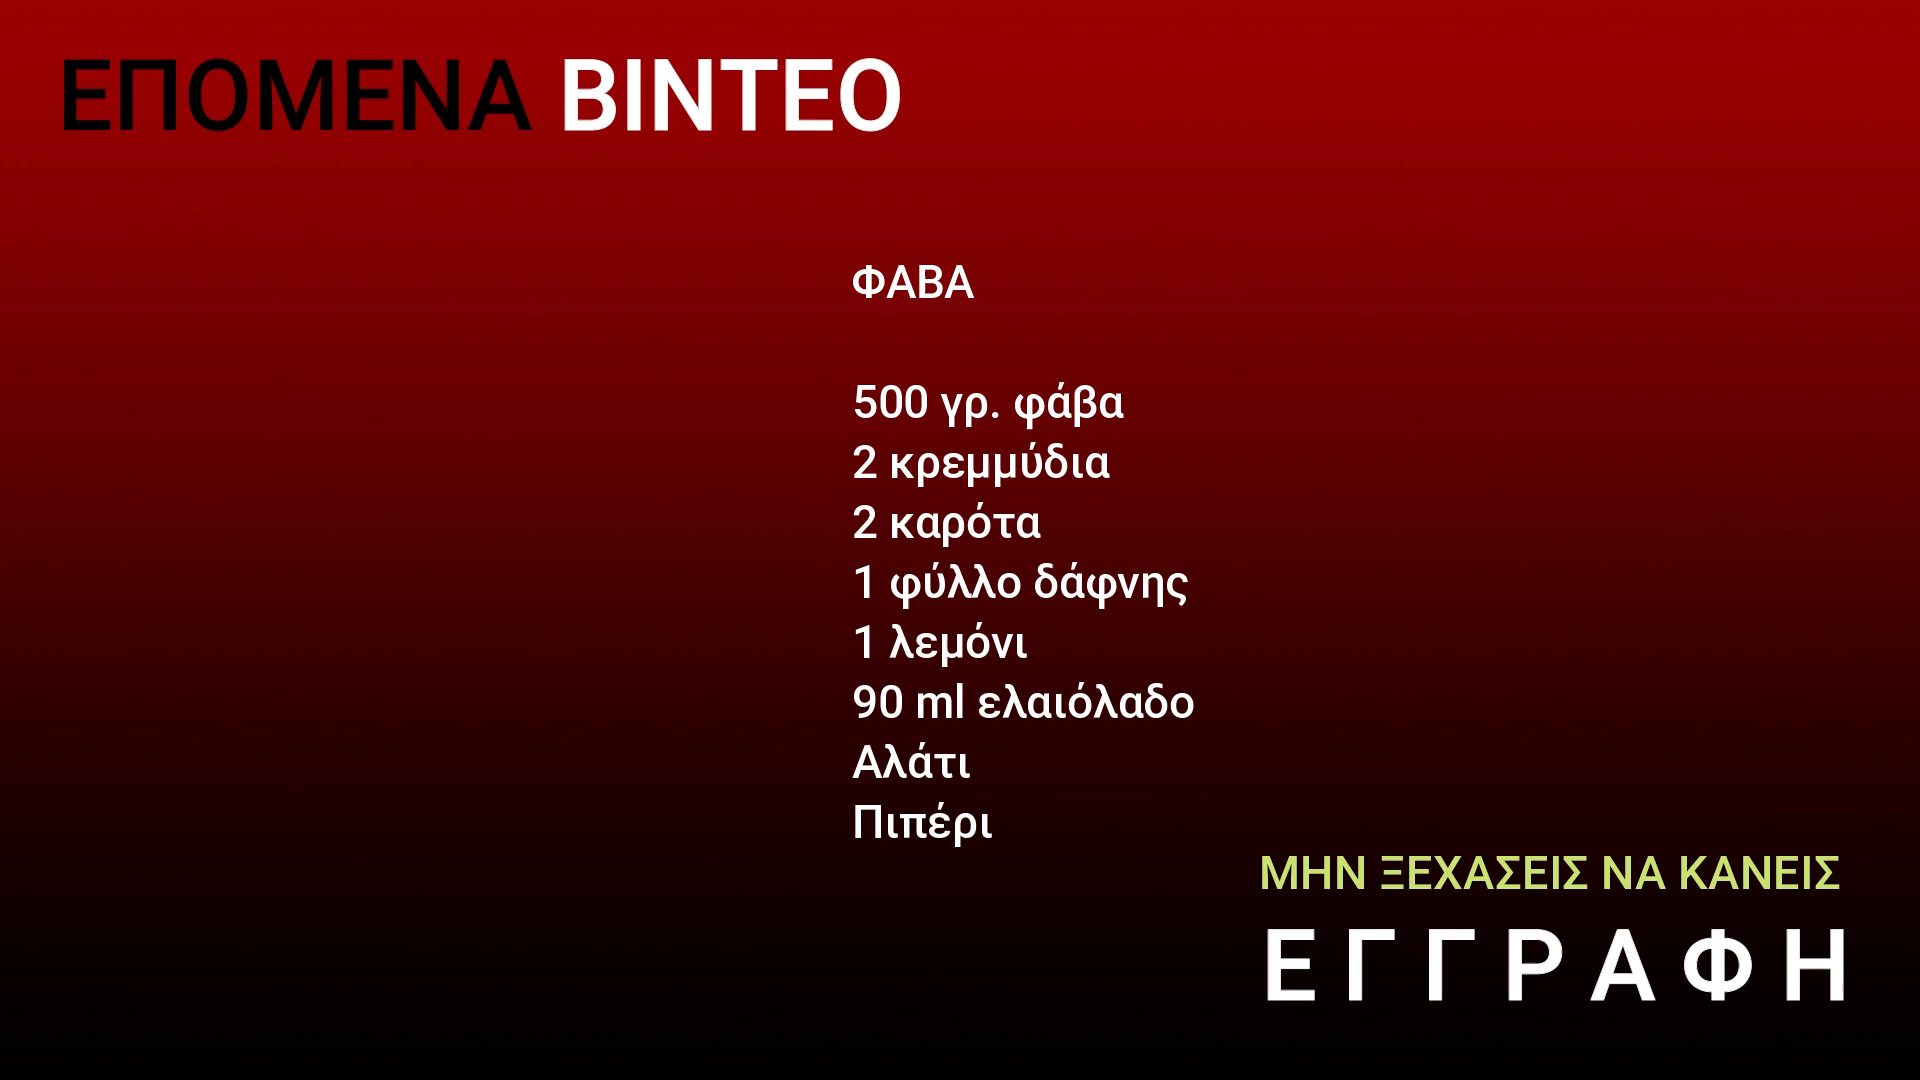 ΕΠΟΜΕΝΑ ΒΙΝΤΕΟ
ΦΑΒΑ
500 γρ. φάβα
2 κρεμμύδια
2 καρότα
1 φύλλο δάφνης
1 λεμόνι
90 ml ελαιόλαδο
Αλάτι
Πιπέρι
ΜΗΝ ΞΕΧΑΣΕΙΣ ΝΑ ΚΑΝΕΙΣ
ΕΓΓΡΑΦΗ